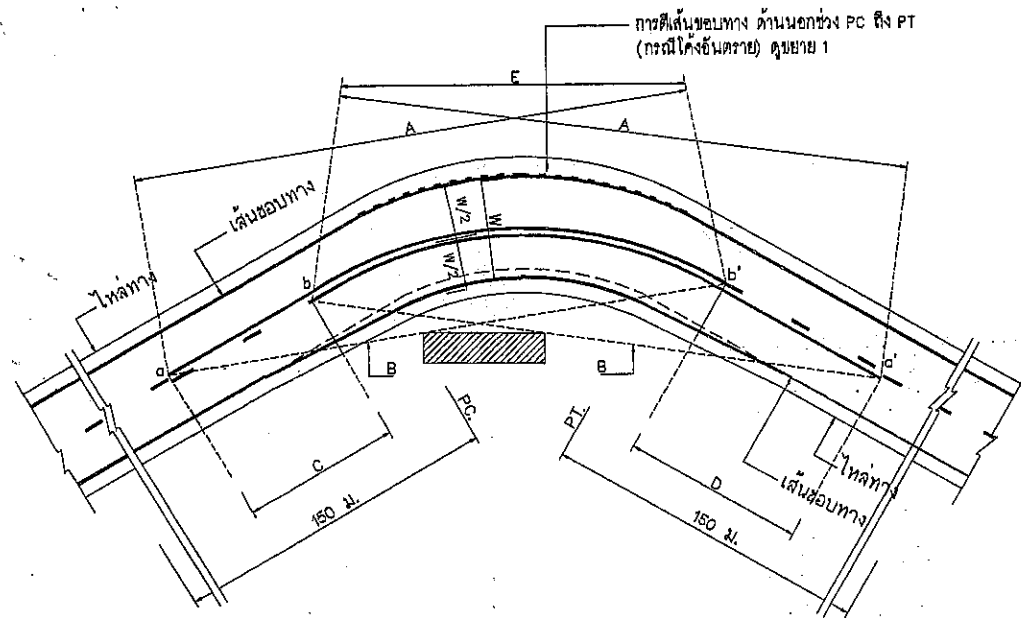 การตีเส้นขอบทาง ด้านนอกช่วง PC ถึง PT
(กรณีโค้งอันตราย) ดูขยาย 1
E
A
A
เส้นขอบทาง
ไหล่ทาง
W/2
W
W/2
b
b'
a
a'
B
B
PC.
PT.
C
D
150 ม.
150 ม.
ไหล่ทาง
เส้นขอบทาง